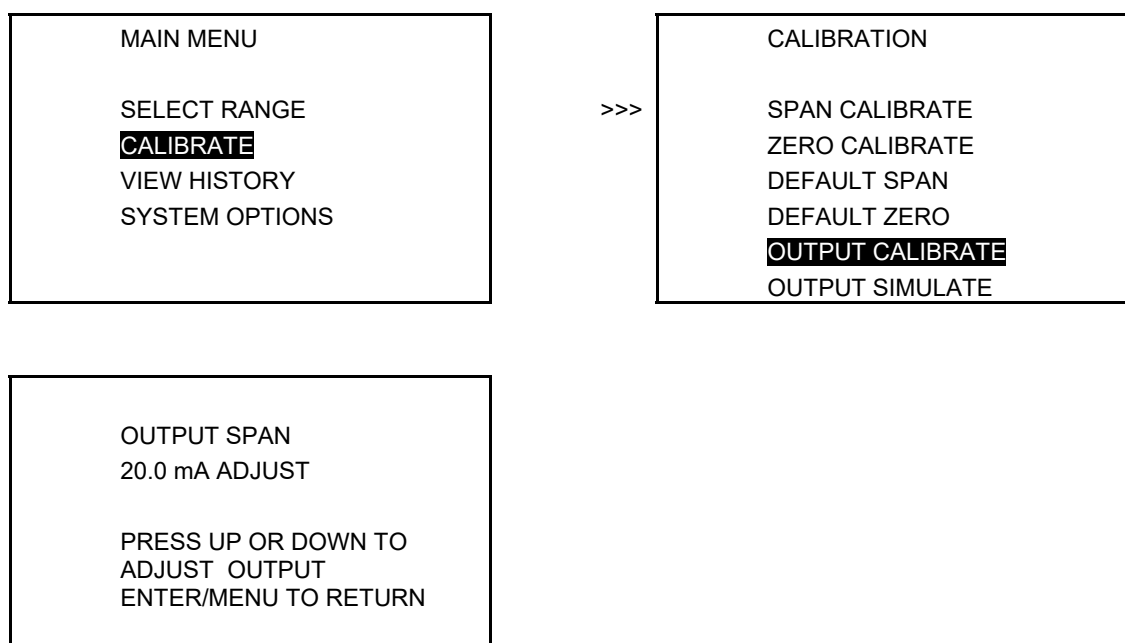 MAIN MENU
SELECT RANGE
CALIBRATE
VIEW HISTORY
SYSTEM OPTIONS
>>>
CALIBRATION
SPAN CALIBRATE
ZERO CALIBRATE
DEFAULT SPAN
DEFAULT ZERO
OUTPUT CALIBRATE
OUTPUT SIMULATE
OUTPUT SPAN
20.0 mA ADJUST
PRESS UP OR DOWN TO
ADJUST OUTPUT
ENTER/MENU TO RETURN